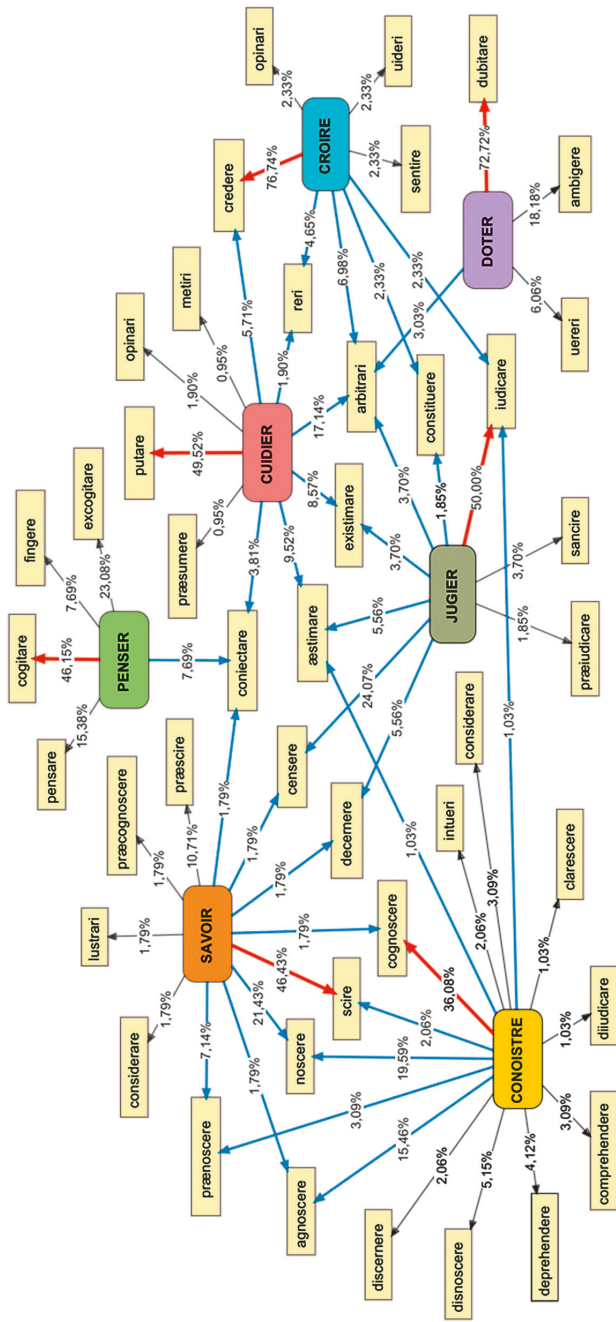 opinari
2,33%
uideri
2,33%
CROIRE
credere
76,74%
sentire
2,33%
dubitare
72,72%
DOTER
ambigere
18,18%
uereri
6,06%
3,03%
4,65%
6,98%
2,33%
2,33%
reri
arbitrari
constituere
iudicare
metiri
0,95%
opinari
1,90%
putare
49,52%
præsumere
0,95%
CUIDIER
5,71%
1,90%
17,14%
8,57%
9,52%
3,81%
existimare
æstimare
coniectare
fingere
7,69%
excogitare
23,08%
cogitare
46,15%
pensare
15,38%
PENSER
7,69%
JUGIER
3,70%
1,85%
50,00%
3,70%
5,56%
24,07%
5,56%
sancire
3,70%
præiudicare
1,85%
censere
decernere
præcognoscere
1,79%
præscire
10,71%
lustrari
1,79%
considerare
1,79%
SAVOIR
1,79%
1,79%
1,79%
1,79%
46,43%
21,43%
1,79%
7,14%
cognoscere
scire
noscere
prænoscere
agnoscere
CONOISTRE
36,08%
2,06%
19,59%
3,09%
15,46%
1,03%
1,03%
intueri
2,06%
considerare
3,09%
clarescere
1,03%
diiudicare
1,03%
comprehendere
3,09%
deprehendere
4,12%
disnoscere
5,15%
discernere
2,06%